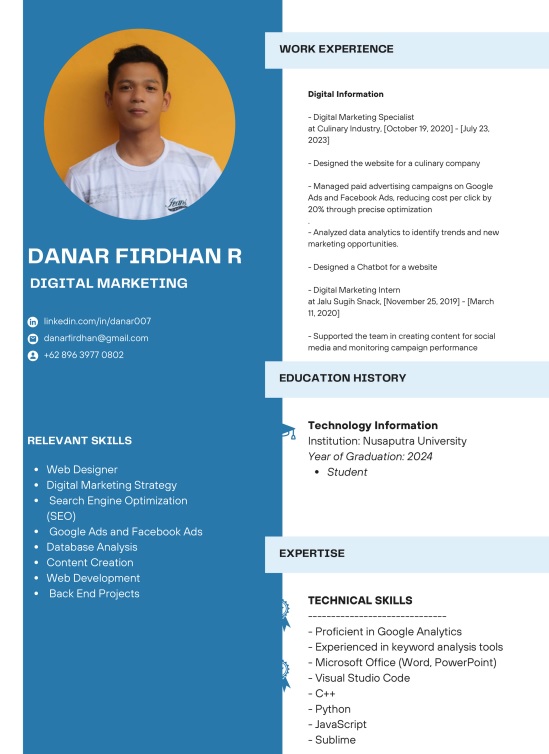 DANAR FIRDHAN R
DIGITAL MARKETING
linkedin.com/in/danar007
danarfirdhan@gmail.com
+62 896 3977 0802
RELEVANT SKILLS
• Web Designer
• Digital Marketing Strategy
• Search Engine Optimization
(SEO)
• Google Ads and Facebook Ads
• Database Analysis
• Content Creation
• Web Development
• Back End Projects
WORK EXPERIENCE
Digital Information
- Digital Marketing Specialist
at Culinary Industry, [October 19, 2020] - [July 23,
2023]
- Designed the website for a culinary company
- Managed paid advertising campaigns on Google
Ads and Facebook Ads, reducing cost per click by
20% through precise optimization
.
- Analyzed data analytics to identify trends and new
marketing opportunities.
- Designed a Chatbot for a website
- Digital Marketing Intern
at Jalu Sugih Snack, [November 25, 2019] - [March
11, 2020]
- Supported the team in creating content for social
media and monitoring campaign performance
EDUCATION HISTORY
Technology Information
Institution: Nusaputra University
Year of Graduation: 2024
• Student
EXPERTISE
TECHNICAL SKILLS
------------------------------
- Proficient in Google Analytics
- Experienced in keyword analysis tools
- Microsoft Office (Word, PowerPoint)
- Visual Studio Code
- C++
- Python
- JavaScript
- Sublime